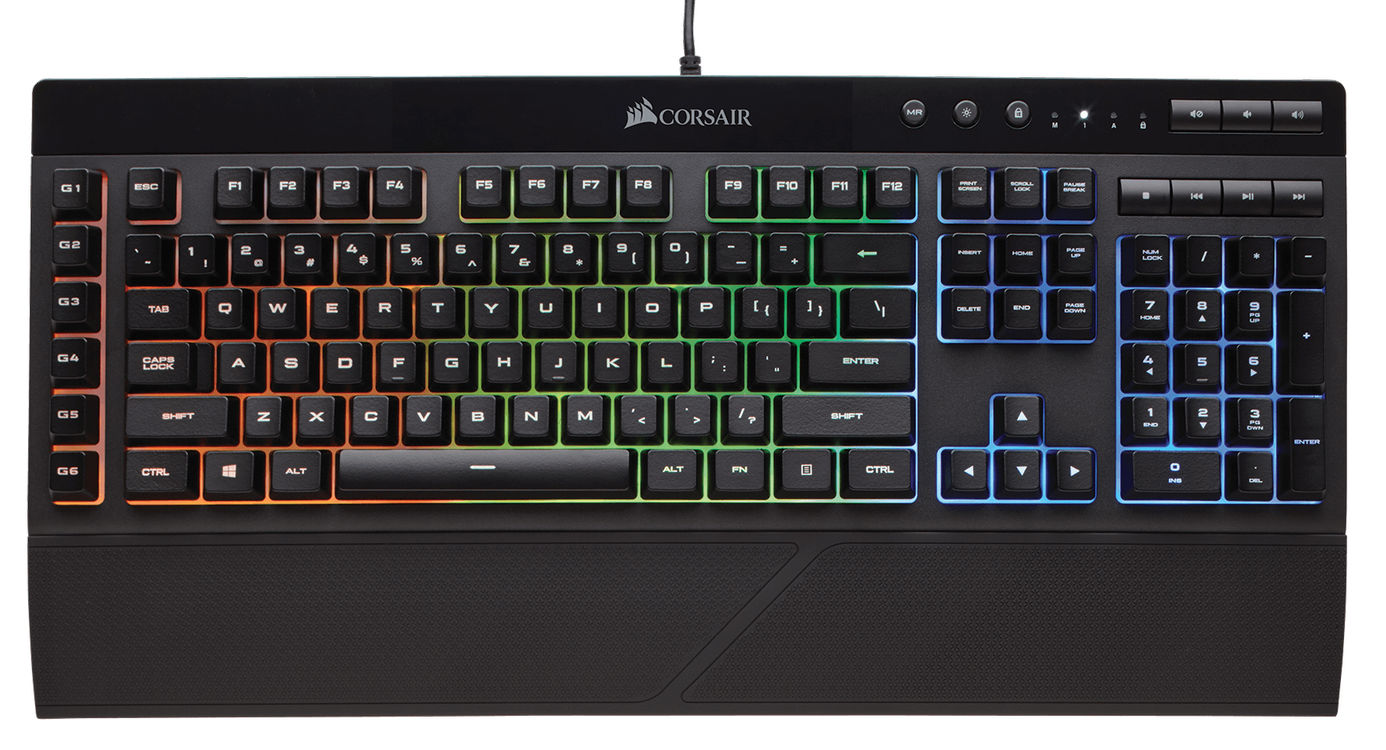 CORSAIR
MR
M 1 A
G1 ESC F1 F2 F3 F4 F5 F6 F7 F8 F9 F10 F11 F12 PRINT SCREEN SCROLL LOCK PAUSE BREAK
G2 ` ~ 1 ! 2 @ 3 # 4 $ 5 % 6 ^ 7 & 8 * 9 ( 0 ) - _ = + INSERT HOME PAGE UP NUM LOCK / * -
G3 TAB Q W E R T Y U I O P [ { ] } \ | DELETE END PAGE DOWN 7 HOME 8 9 PG UP +
G4 CAPS LOCK A S D F G H J K L ; : ' " ENTER 4 5 6
G5 SHIFT Z X C V B N M , < . > / ? SHIFT 1 END 2 3 PG DWN ENTER
G6 CTRL ALT ALT FN CTRL 0 INS . DEL